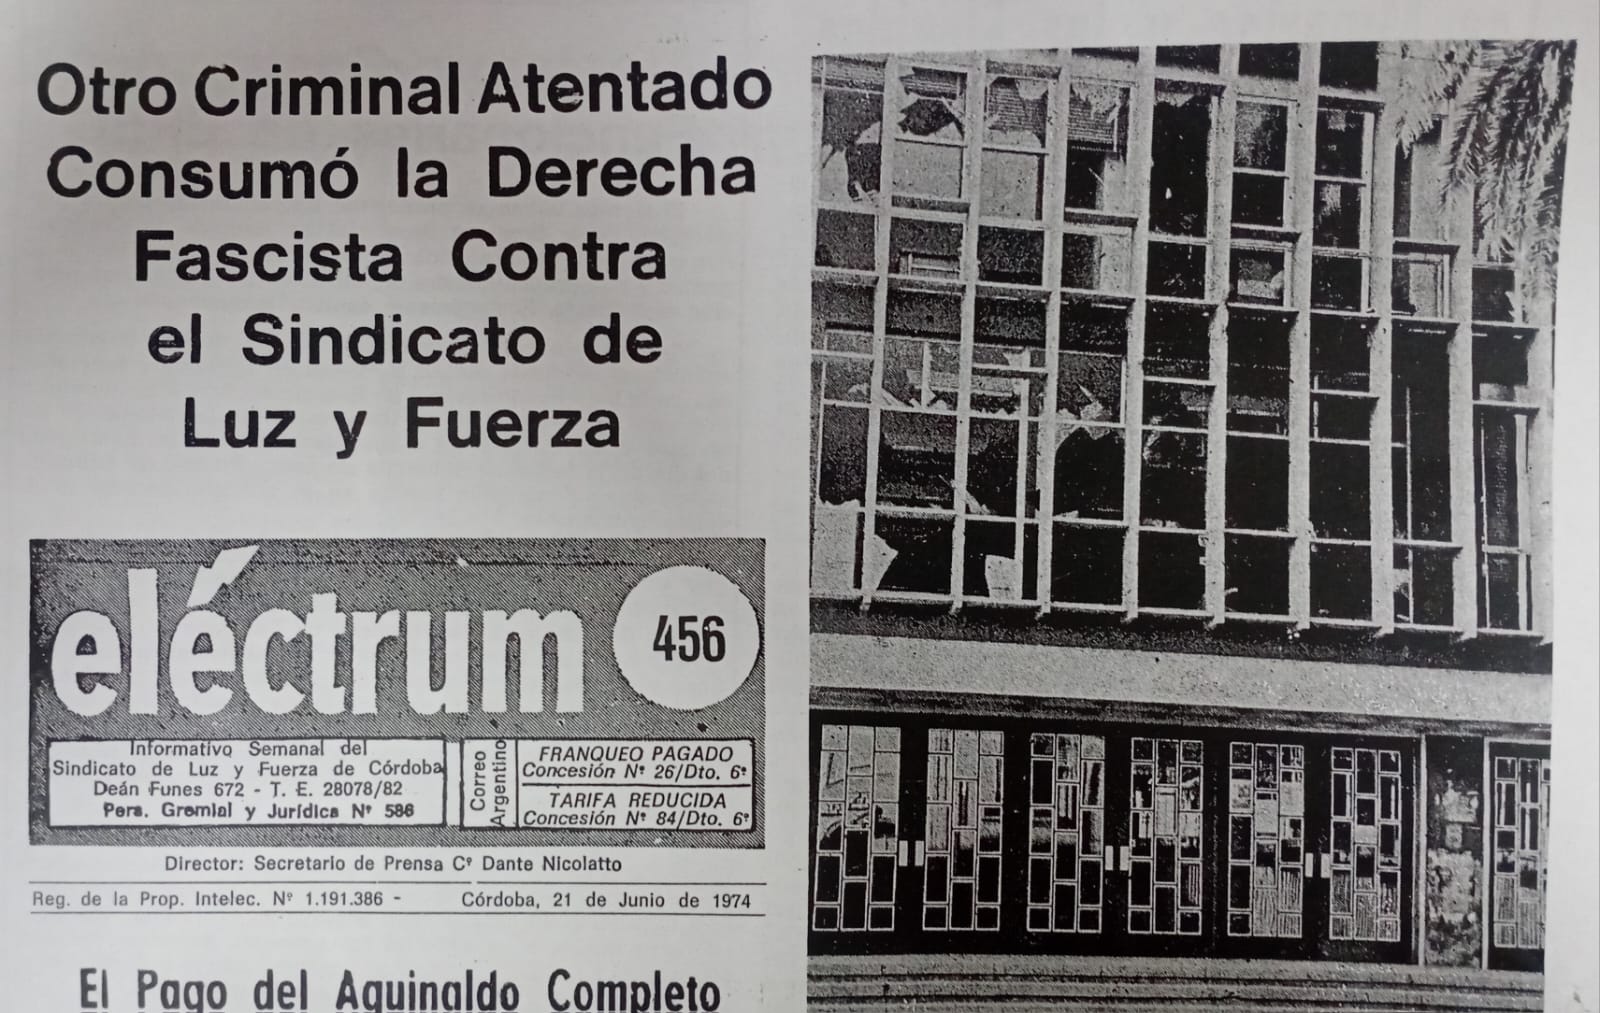 Otro Criminal Atentado
Consumó la Derecha
Fascista Contra
el Sindicato de
Luz y Fuerza
eléctrum
456
Informativo Semanal del
Sindicato de Luz y Fuerza de Córdoba
Deán Funes 672 - T. E. 28078/82
Pers. Gremial y Jurídica Nº 586
Correo
Argentino
FRANQUEO PAGADO
Concesión Nº 26/Dto. 6º
TARIFA REDUCIDA
Concesión Nº 84/Dto. 6º
Director: Secretario de Prensa Cº Dante Nicolatto
Reg. de la Prop. Intelec. Nº 1.191.386 - Córdoba, 21 de Junio de 1974
El Pago del Aguinaldo Completo